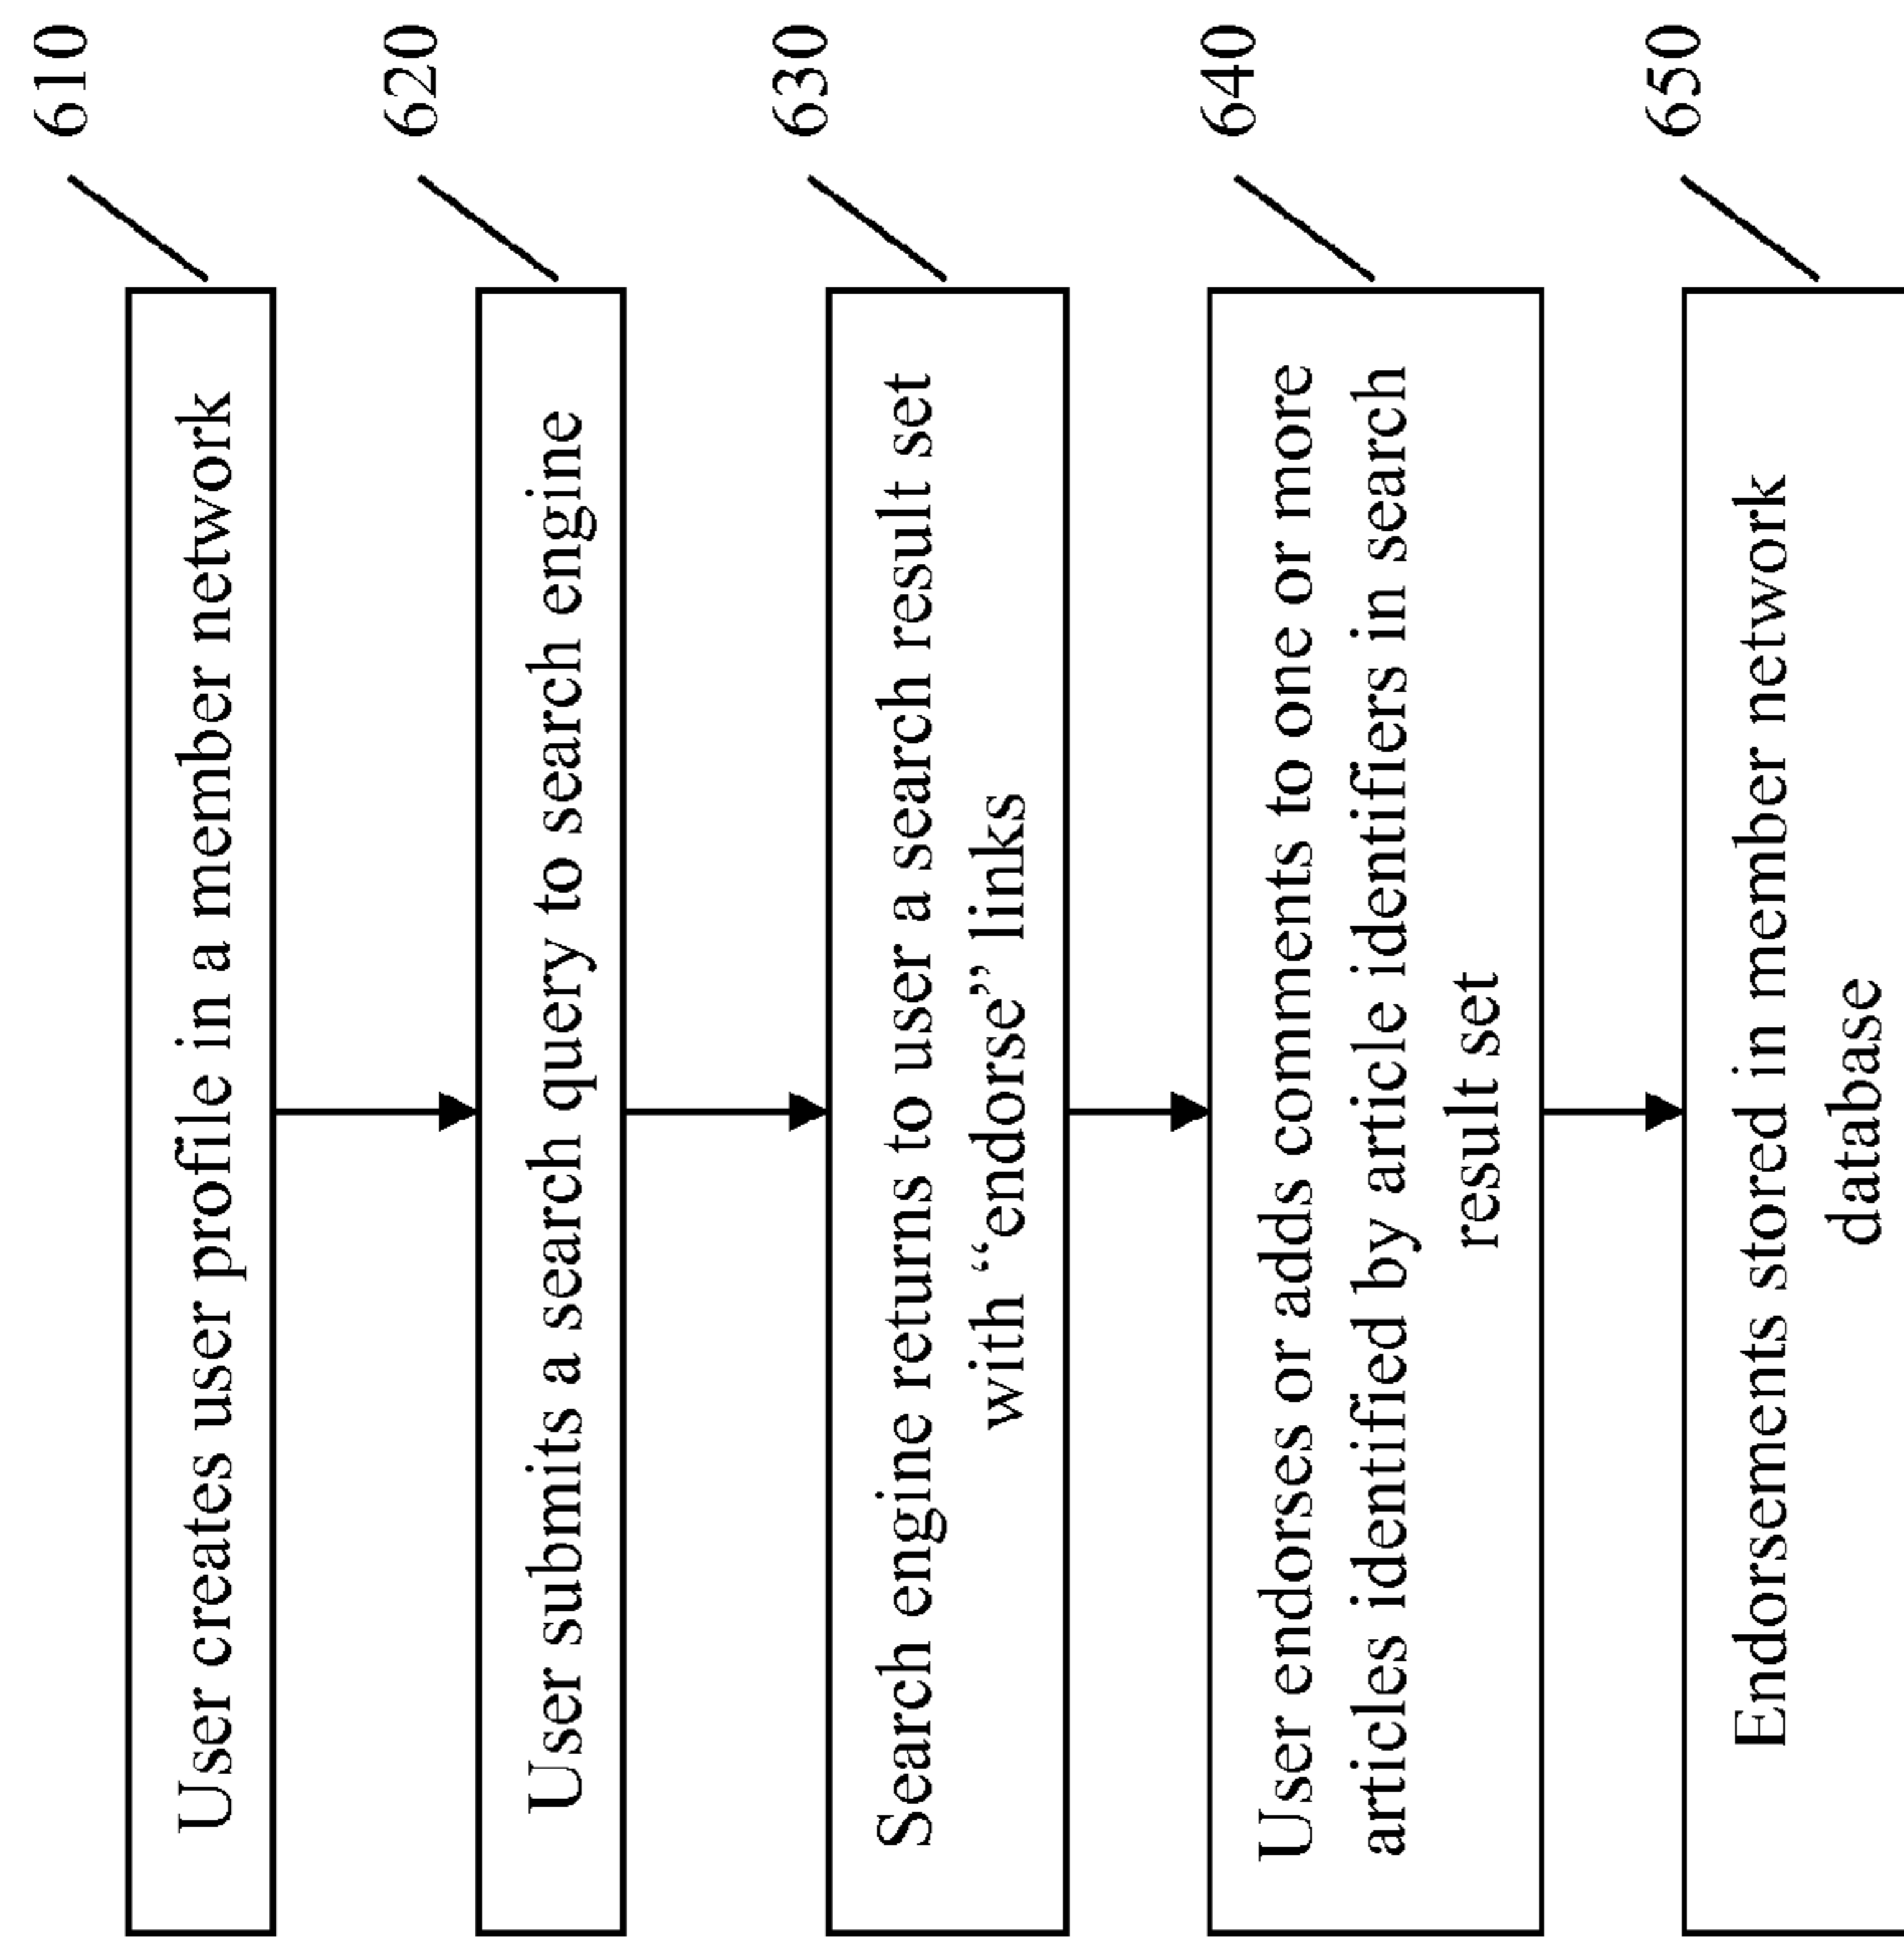 User creates user profile in a member network
610
User submits a search query to search engine
620
Search engine returns to user a search result set
with “endorse” links
630
User endorses or adds comments to one or more
articles identified by article identifiers in search
result set
640
Endorsements stored in member network
database
650